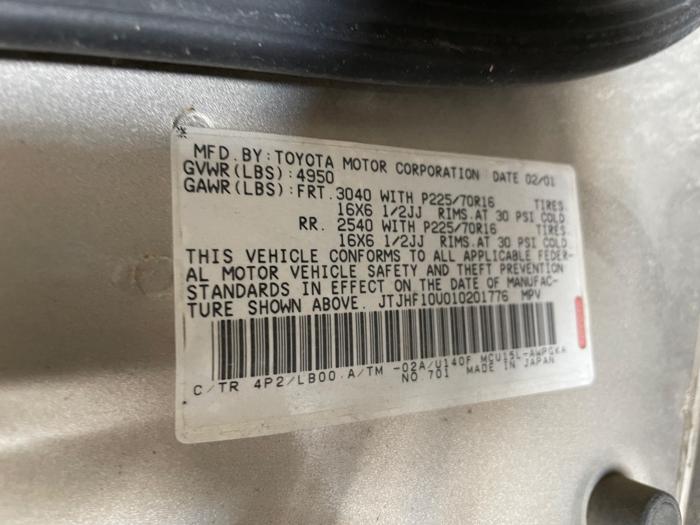 MFD.BY:TOYOTA MOTOR CORPORATION DATE 02/01
GVWR(LBS):4950
GAWR(LBS):FRT.3040 WITH P225/70R16 TIRES.
16X6 1/2JJ RIMS.AT 30 PSI COLD
RR. 2540 WITH P225/70R16 TIRES.
16X6 1/2JJ RIMS.AT 30 PSI COLD
THIS VEHICLE CONFORMS TO ALL APPLICABLE FEDER-
AL MOTOR VEHICLE SAFETY AND THEFT PREVENTION
STANDARDS IN EFFECT ON THE DATE OF MANUFAC-
TURE SHOWN ABOVE. JTJHF10U010201776 MPV
C/TR 4P2/LB00 A/TM -02A/U140F MCU15L-AWPGKA
NO.701 MADE IN JAPAN